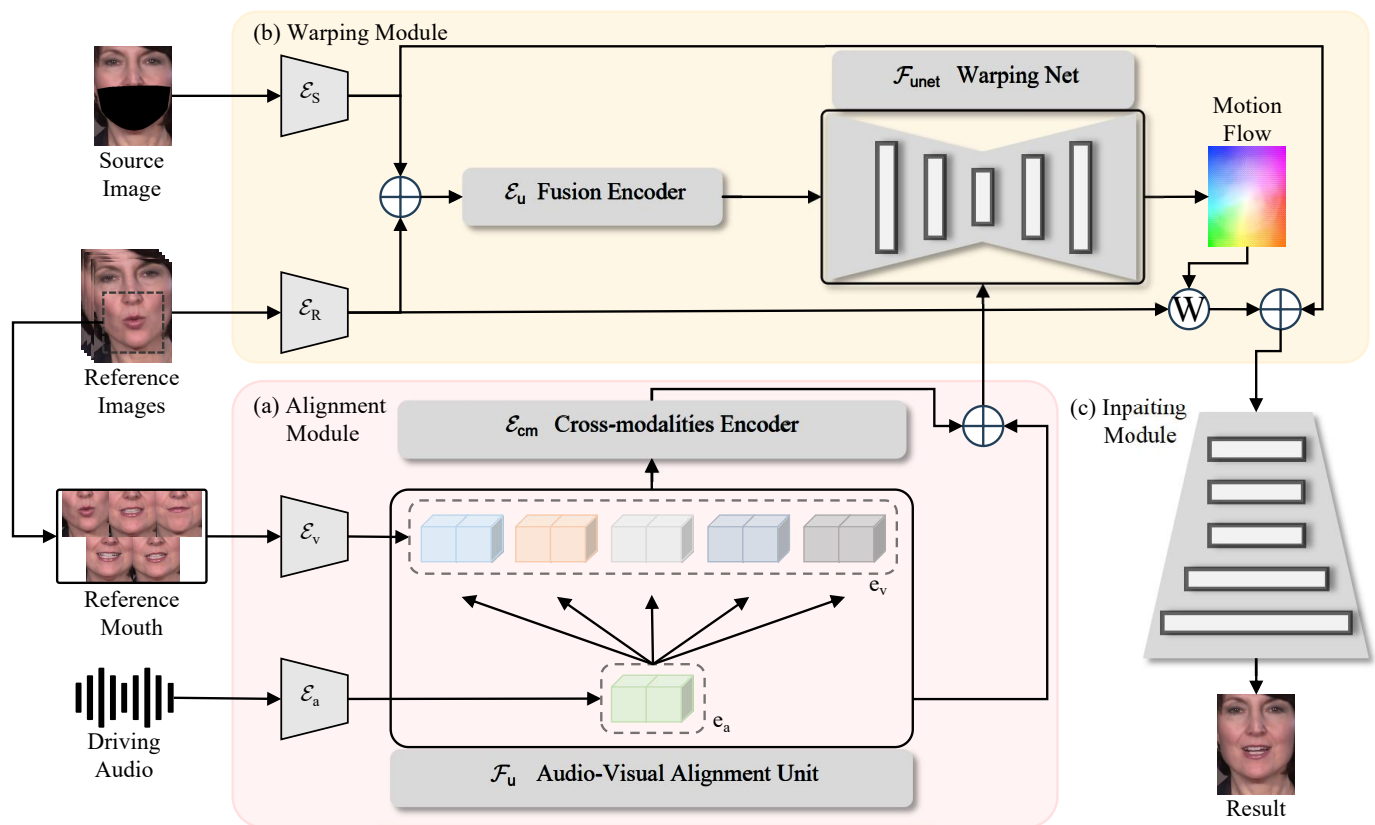 (b) Warping Module
Source
Image
ℰS
ℱunet Warping Net
Motion
Flow
ℰu Fusion Encoder
Reference
Images
ℰR
W
(a) Alignment
Module
ℰcm Cross-modalities Encoder
(c) Inpaiting
Module
Reference
Mouth
ℰv
ev
Driving
Audio
ℰa
ea
ℱu Audio-Visual Alignment Unit
Result